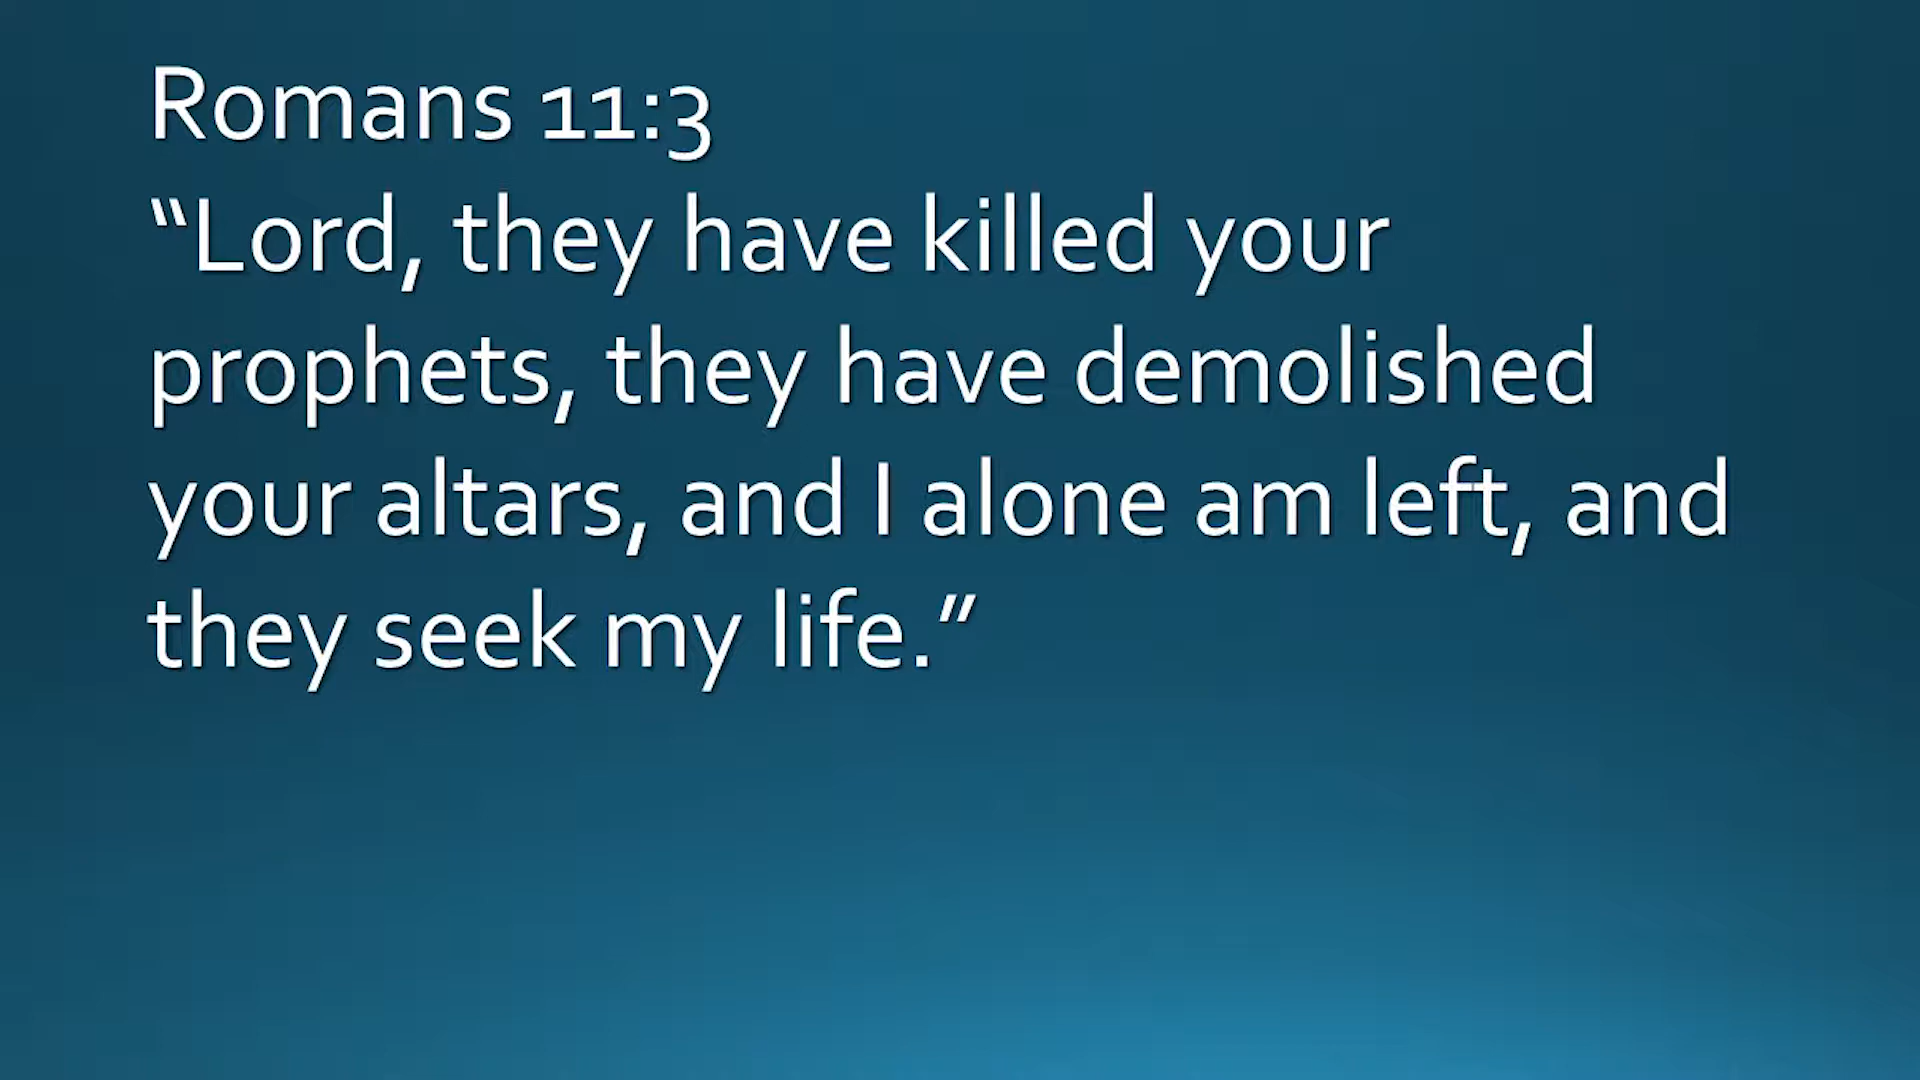 Romans 11:3
“Lord, they have killed your
prophets, they have demolished
your altars, and I alone am left, and
they seek my life.”